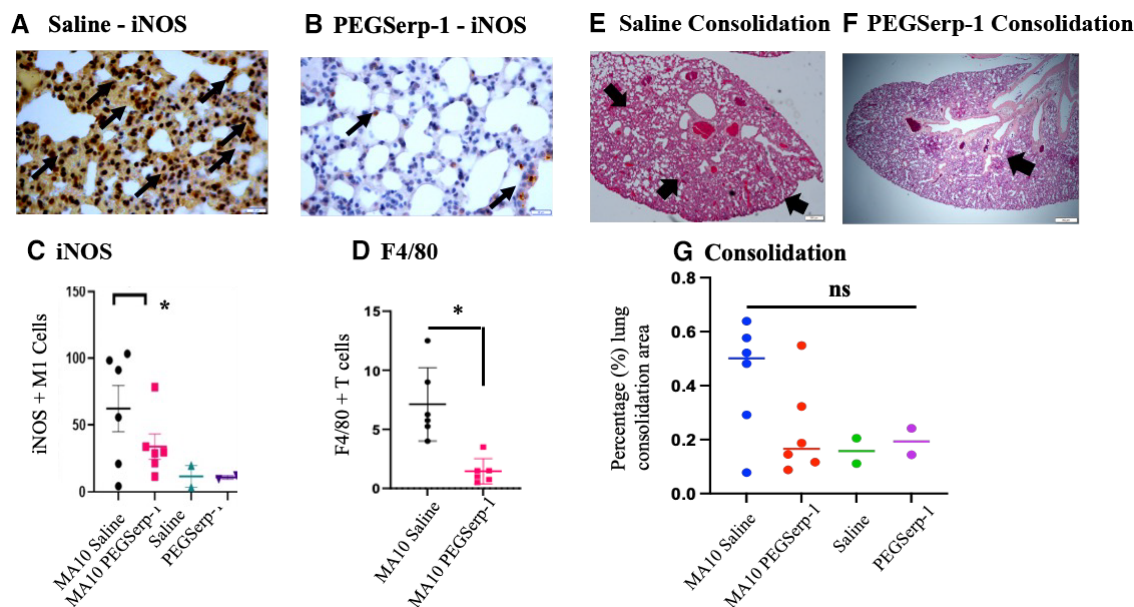 A Saline - iNOS
B PEGSerp-1 - iNOS
E Saline Consolidation
F PEGSerp-1 Consolidation
C iNOS
iNOS + M1 Cells
150
100
50
0
*
MA10 Saline
MA10 PEGSerp-1
Saline
D F4/80
F4/80 + T cells
15
10
5
0
*
MA10 Saline
MA10 PEGSerp-1
G Consolidation
Percentage (%) lung
consolidation area
0.8
0.6
0.4
0.2
0.0
ns
MA10 Saline
MA10 PEGSerp-1
Saline
PEGSerp-1